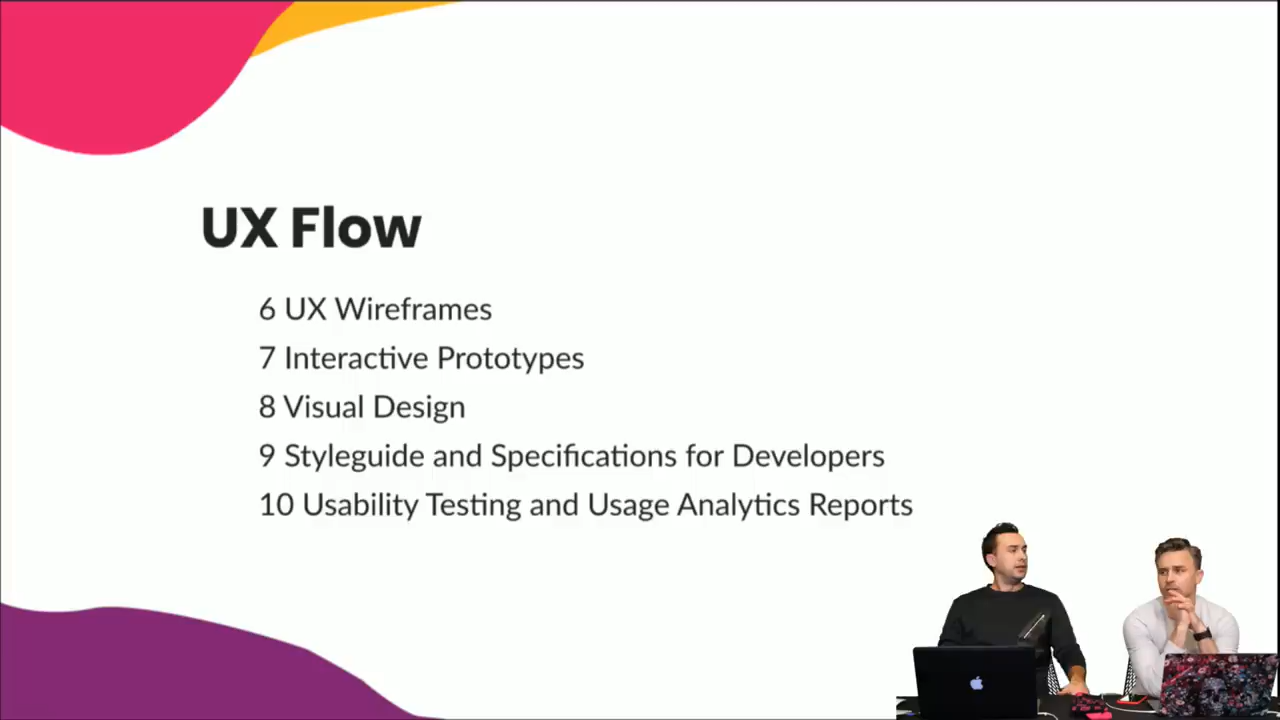 UX Flow
6 UX Wireframes
7 Interactive Prototypes
8 Visual Design
9 Styleguide and Specifications for Developers
10 Usability Testing and Usage Analytics Reports